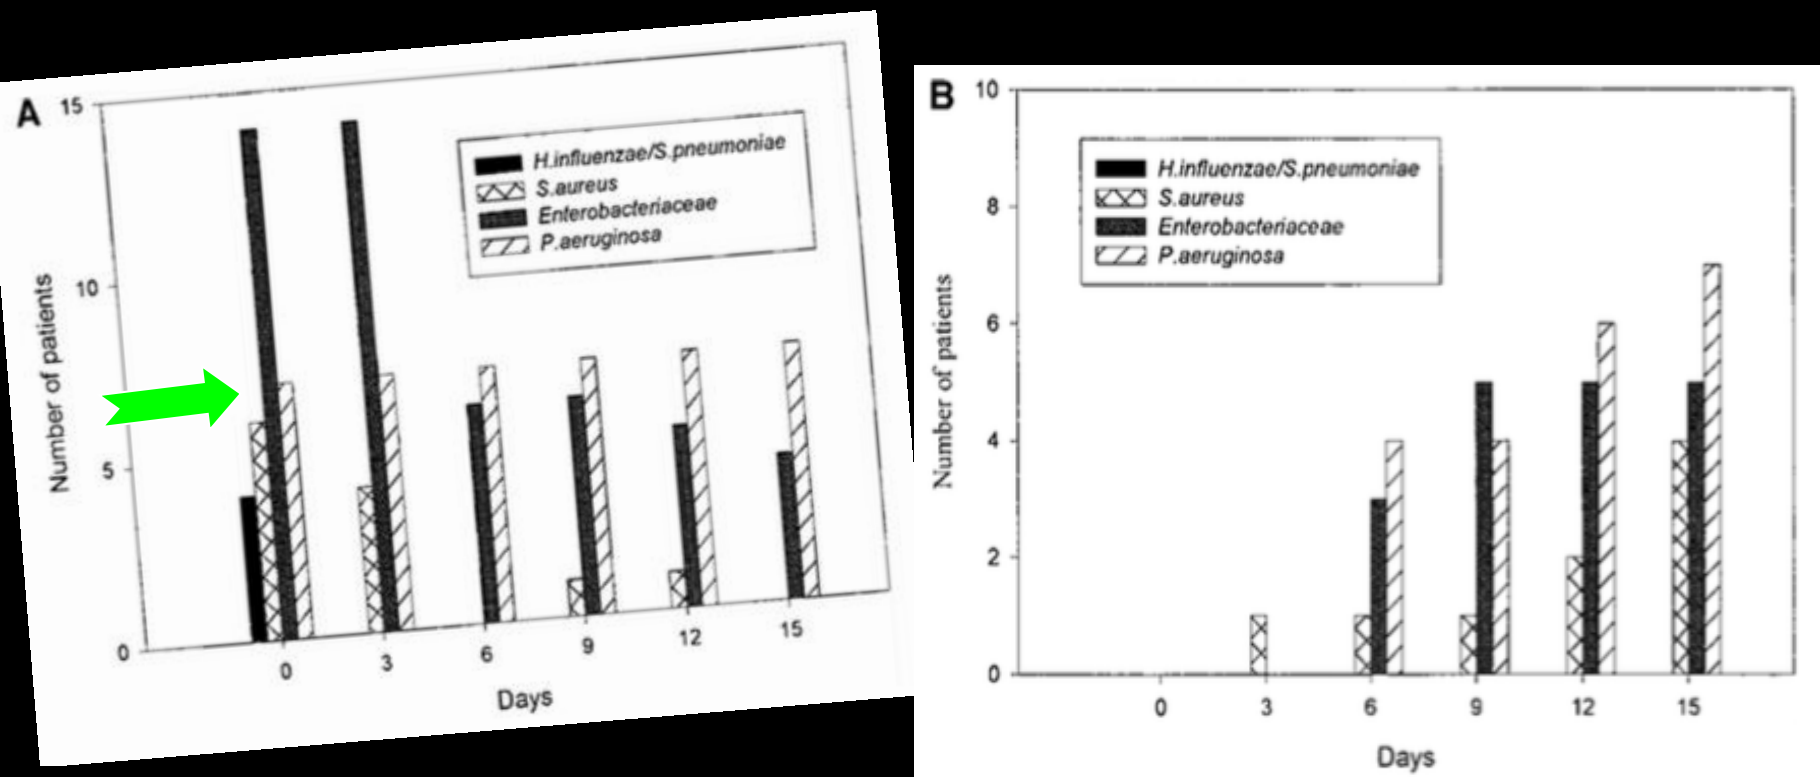 A
15
10
5
0
Number of patients
H.influenzae/S.pneumoniae
S.aureus
Enterobacteriaceae
P.aeruginosa
0 3 6 9 12 15
Days
B
10
8
6
4
2
0
Number of patients
H.influenzae/S.pneumoniae
S.aureus
Enterobacteriaceae
P.aeruginosa
0 3 6 9 12 15
Days